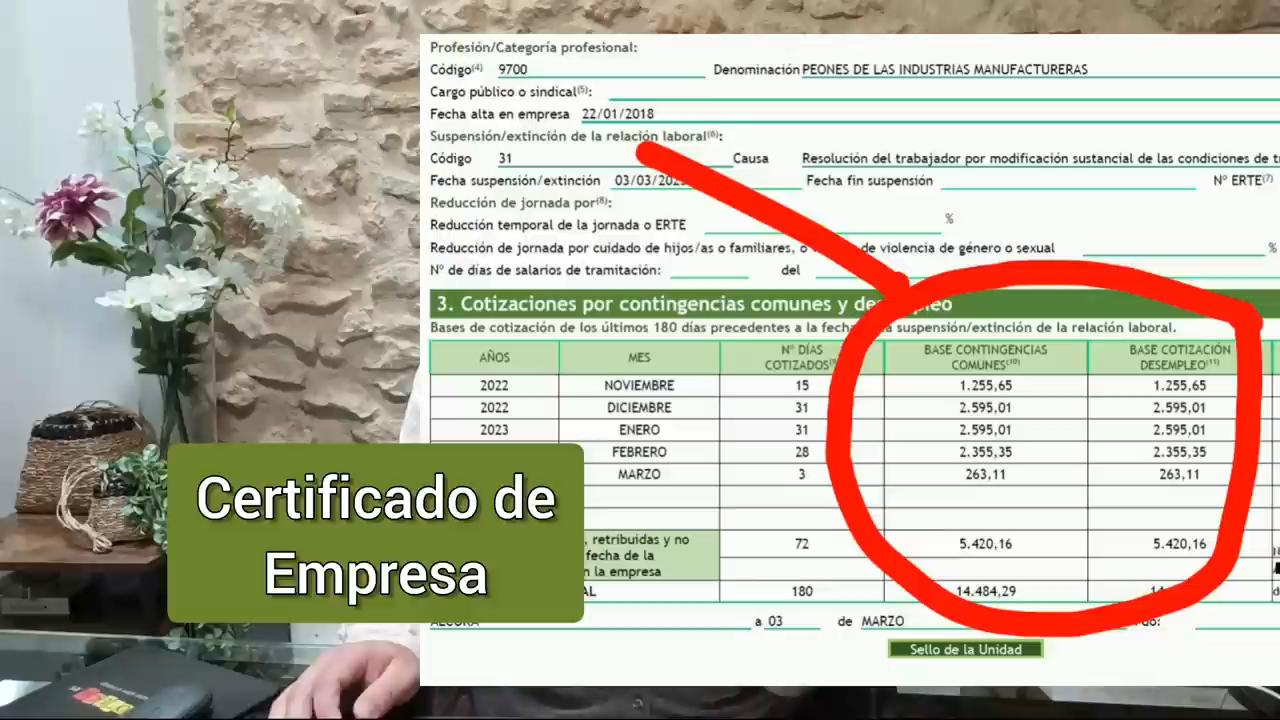 Profesión/Categoría profesional:
Código(4) 9700 Denominación PEONES DE LAS INDUSTRIAS MANUFACTURERAS
Cargo público o sindical(5):
Fecha alta en empresa 22/01/2018
Suspensión/extinción de la relación laboral(6):
Código 31 Causa Resolución del trabajador por modificación sustancial de las condiciones de
Fecha suspensión/extinción 03/03/ Fecha fin suspensión Nº ERTE(7)
Reducción de jornada por(8):
Reducción temporal de la jornada o ERTE %
Reducción de jornada por cuidado de hijos/as o familiares, o de violencia de género o sexual %
Nº de días de salarios de tramitación: del
3. Cotizaciones por contingencias comunes y desempleo
Bases de cotización de los últimos 180 días precedentes a la fecha suspensión/extinción de la relación laboral.
AÑOS MES Nº DÍAS COTIZADOS BASE CONTINGENCIAS COMUNES(10) BASE COTIZACIÓN DESEMPLEO(11)
2022 NOVIEMBRE 15 1.255,65 1.255,65
2022 DICIEMBRE 31 2.595,01 2.595,01
2023 ENERO 31 2.595,01 2.595,01
FEBRERO 28 2.355,35 2.355,35
MARZO 3 263,11 263,11
, retribuidas y no
fecha de la
n la empresa
72 5.420,16 5.420,16
AL 180 14.484,29
a 03 de MARZO
Sello de la Unidad
Certificado de
Empresa